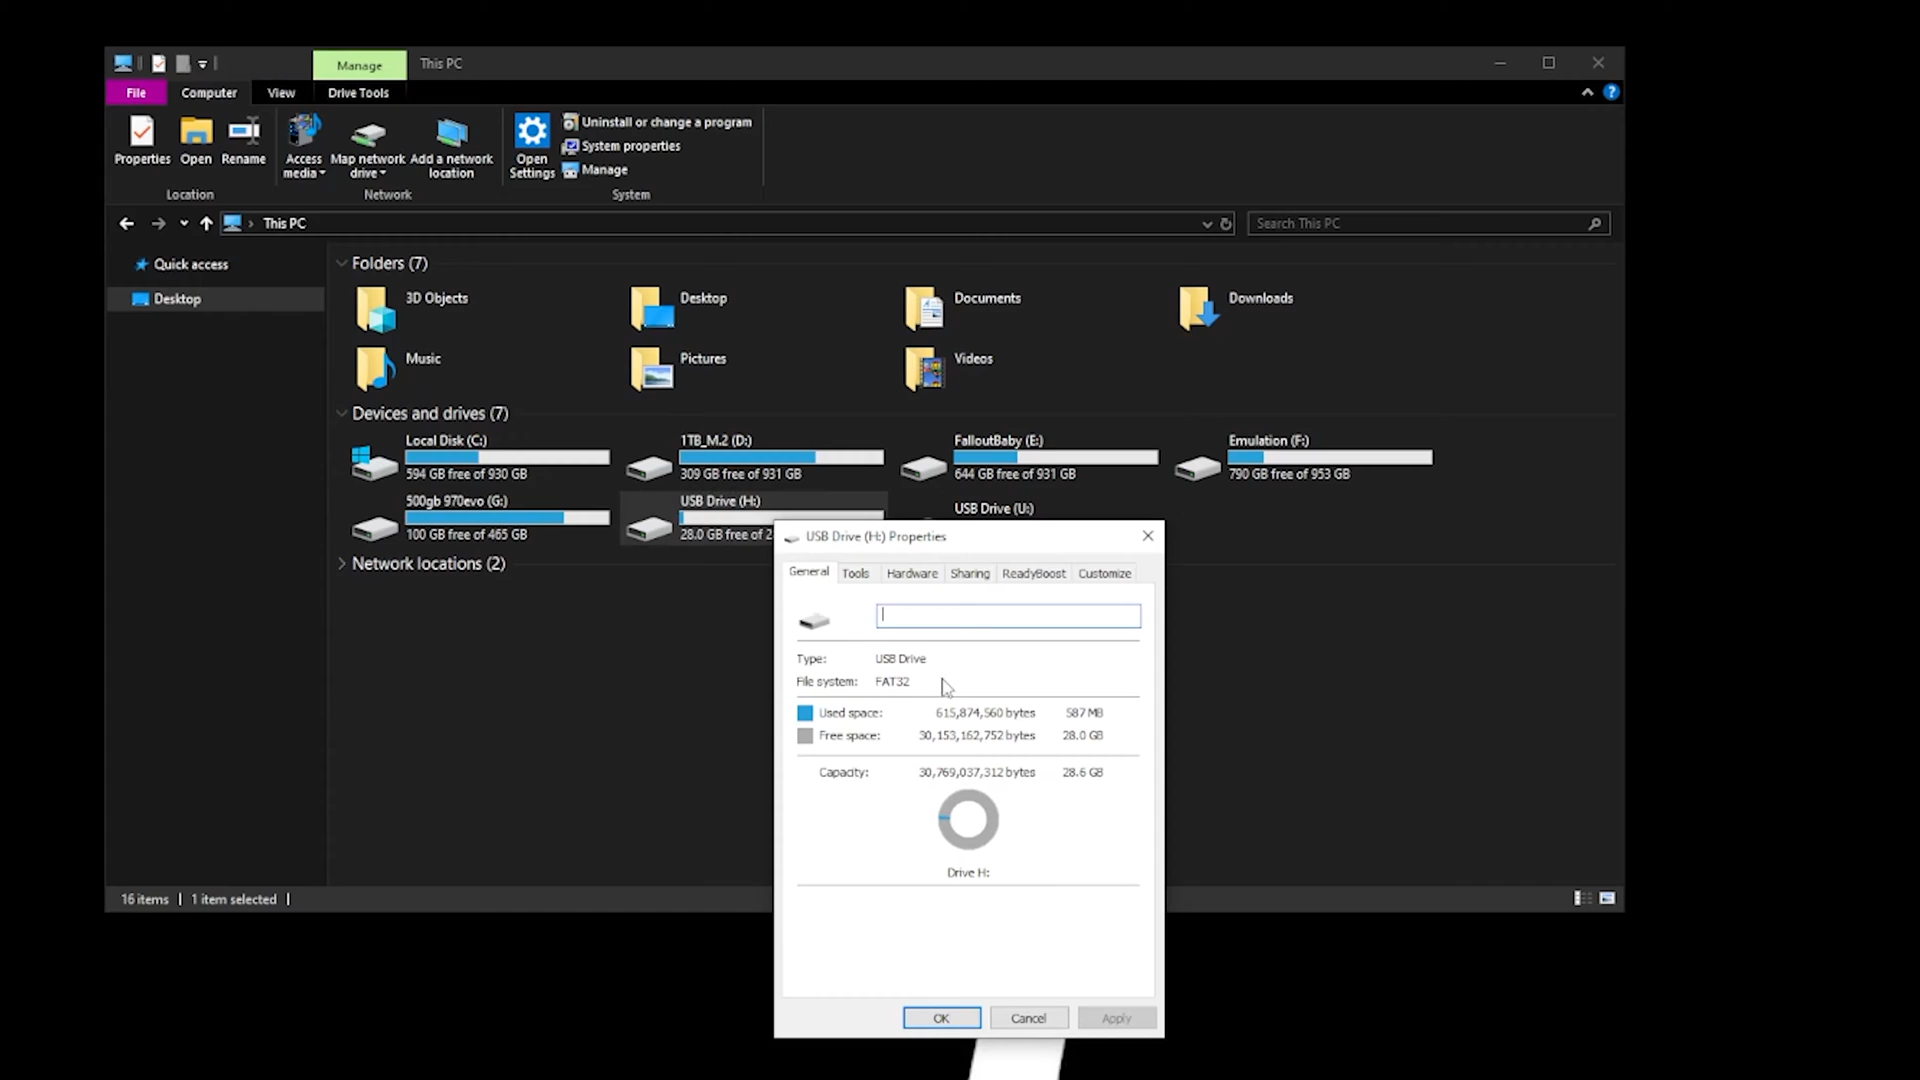 Manage
This PC
File
Computer
View
Drive Tools
Properties
Open
Rename
Access media
Map network drive
Add a network location
Open Settings
Uninstall or change a program
System properties
Manage
Location
Network
System
This PC
Search This PC
Quick access
Desktop
Folders (7)
3D Objects
Desktop
Documents
Downloads
Music
Pictures
Videos
Devices and drives (7)
Local Disk (C:)
594 GB free of 930 GB
1TB_M.2 (D:)
309 GB free of 931 GB
FalloutBaby (E:)
644 GB free of 931 GB
Emulation (F:)
790 GB free of 953 GB
500gb 970evo (G:)
100 GB free of 465 GB
USB Drive (H:)
28.0 GB free of 2
USB Drive (U:)
Network locations (2)
USB Drive (H:) Properties
General
Tools
Hardware
Sharing
ReadyBoost
Customize
Type: USB Drive
File system: FAT32
Used space: 615,874,560 bytes 587 MB
Free space: 30,153,162,752 bytes 28.0 GB
Capacity: 30,769,037,312 bytes 28.6 GB
Drive H:
OK
Cancel
Apply
16 items
1 item selected